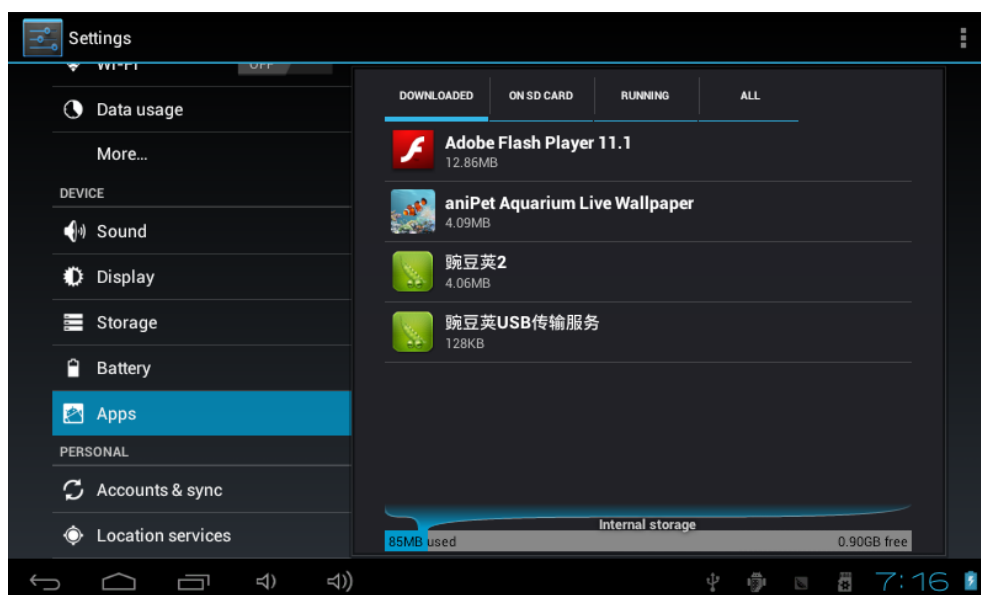 Settings
Wi-Fi
OFF
Data usage
More...
DEVICE
Sound
Display
Storage
Battery
Apps
PERSONAL
Accounts & sync
Location services
DOWNLOADED ON SD CARD RUNNING ALL
Adobe Flash Player 11.1
12.86MB
aniPet Aquarium Live Wallpaper
4.09MB
豌豆荚2
4.06MB
豌豆荚USB传输服务
128KB
Internal storage
85MB used 0.90GB free
7:16